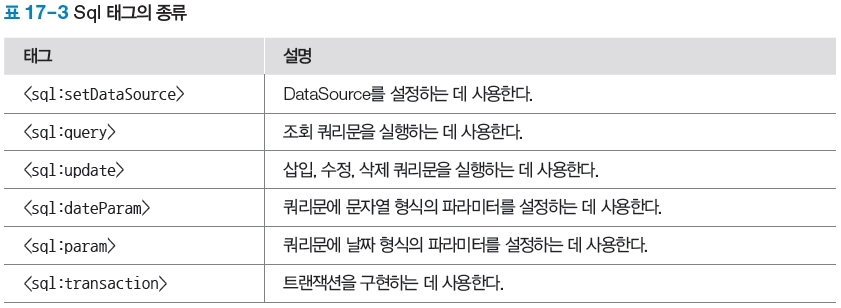 표 17-3 Sql 태그의 종류
태그 설명
<sql:setDataSource> DataSource를 설정하는 데 사용한다.
<sql:query> 조회 쿼리문을 실행하는 데 사용한다.
<sql:update> 삽입, 수정, 삭제 쿼리문을 실행하는 데 사용한다.
<sql:dateParam> 쿼리문에 문자열 형식의 파라미터를 설정하는 데 사용한다.
<sql:param> 쿼리문에 날짜 형식의 파라미터를 설정하는 데 사용한다.
<sql:transaction> 트랜잭션을 구현하는 데 사용한다.